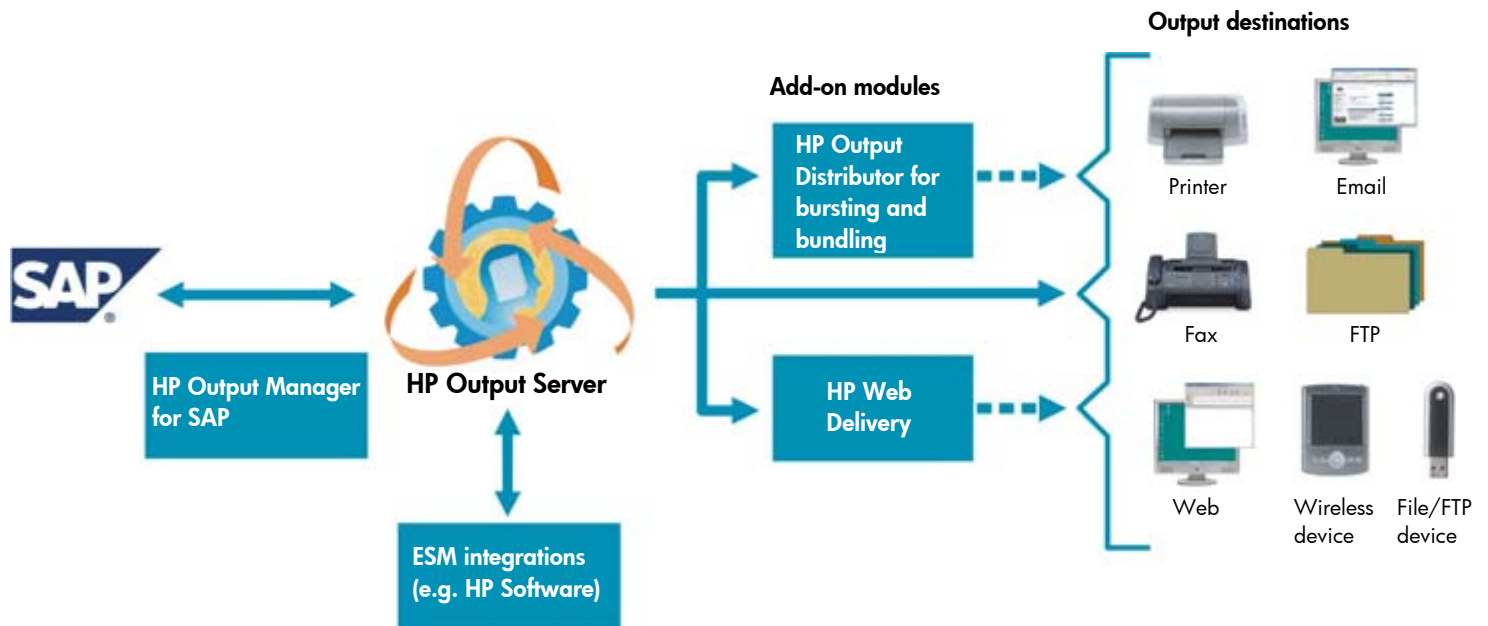 Output destinations
Add-on modules
HP Output
Distributor for
bursting and
bundling
Printer
Email
SAP
®
Fax
FTP
HP Output Manager
for SAP
HP Output Server
HP Web
Delivery
Web
Wireless
device
File/FTP
device
ESM integrations
(e.g. HP Software)